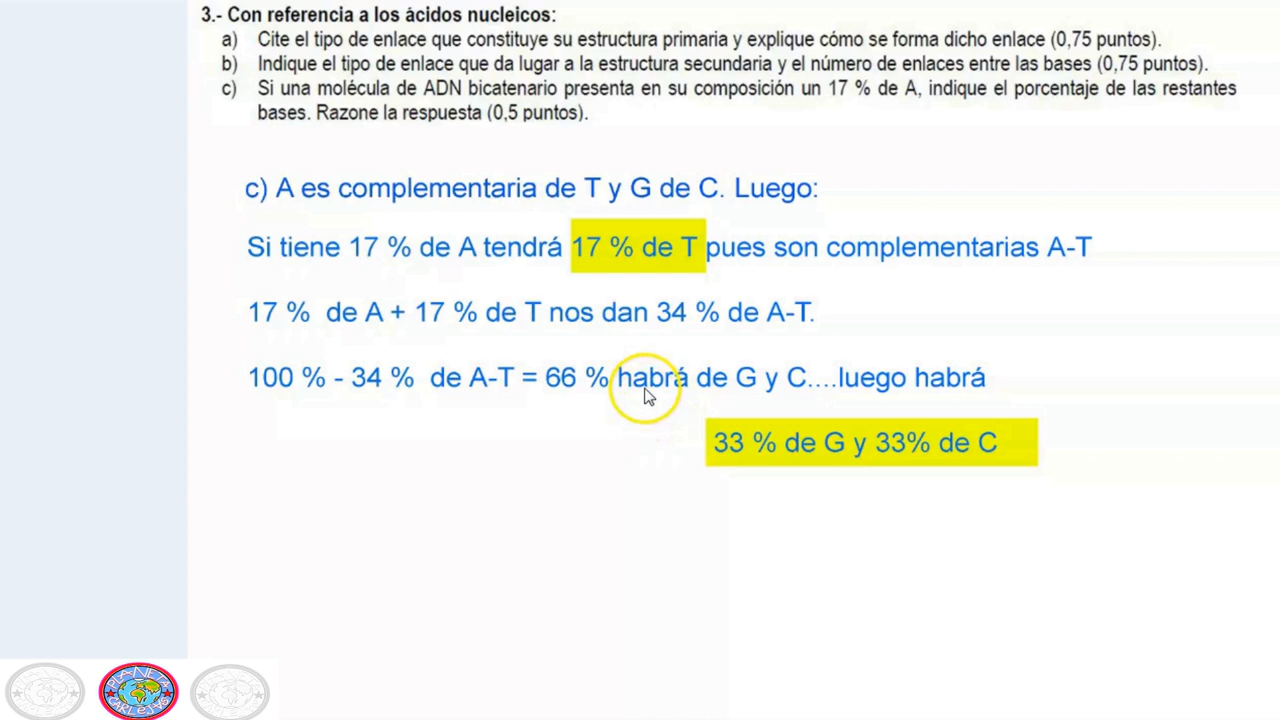 3.- Con referencia a los ácidos nucleicos:
a) Cite el tipo de enlace que constituye su estructura primaria y explique cómo se forma dicho enlace (0,75 puntos).
b) Indique el tipo de enlace que da lugar a la estructura secundaria y el número de enlaces entre las bases (0,75 puntos).
c) Si una molécula de ADN bicatenario presenta en su composición un 17 % de A, indique el porcentaje de las restantes
bases. Razone la respuesta (0,5 puntos).
c) A es complementaria de T y G de C. Luego:
Si tiene 17 % de A tendrá 17 % de T pues son complementarias A-T
17 % de A + 17 % de T nos dan 34 % de A-T.
100 % - 34 % de A-T = 66 % habrá de G y C....luego habrá
33 % de G y 33% de C
PLANETA